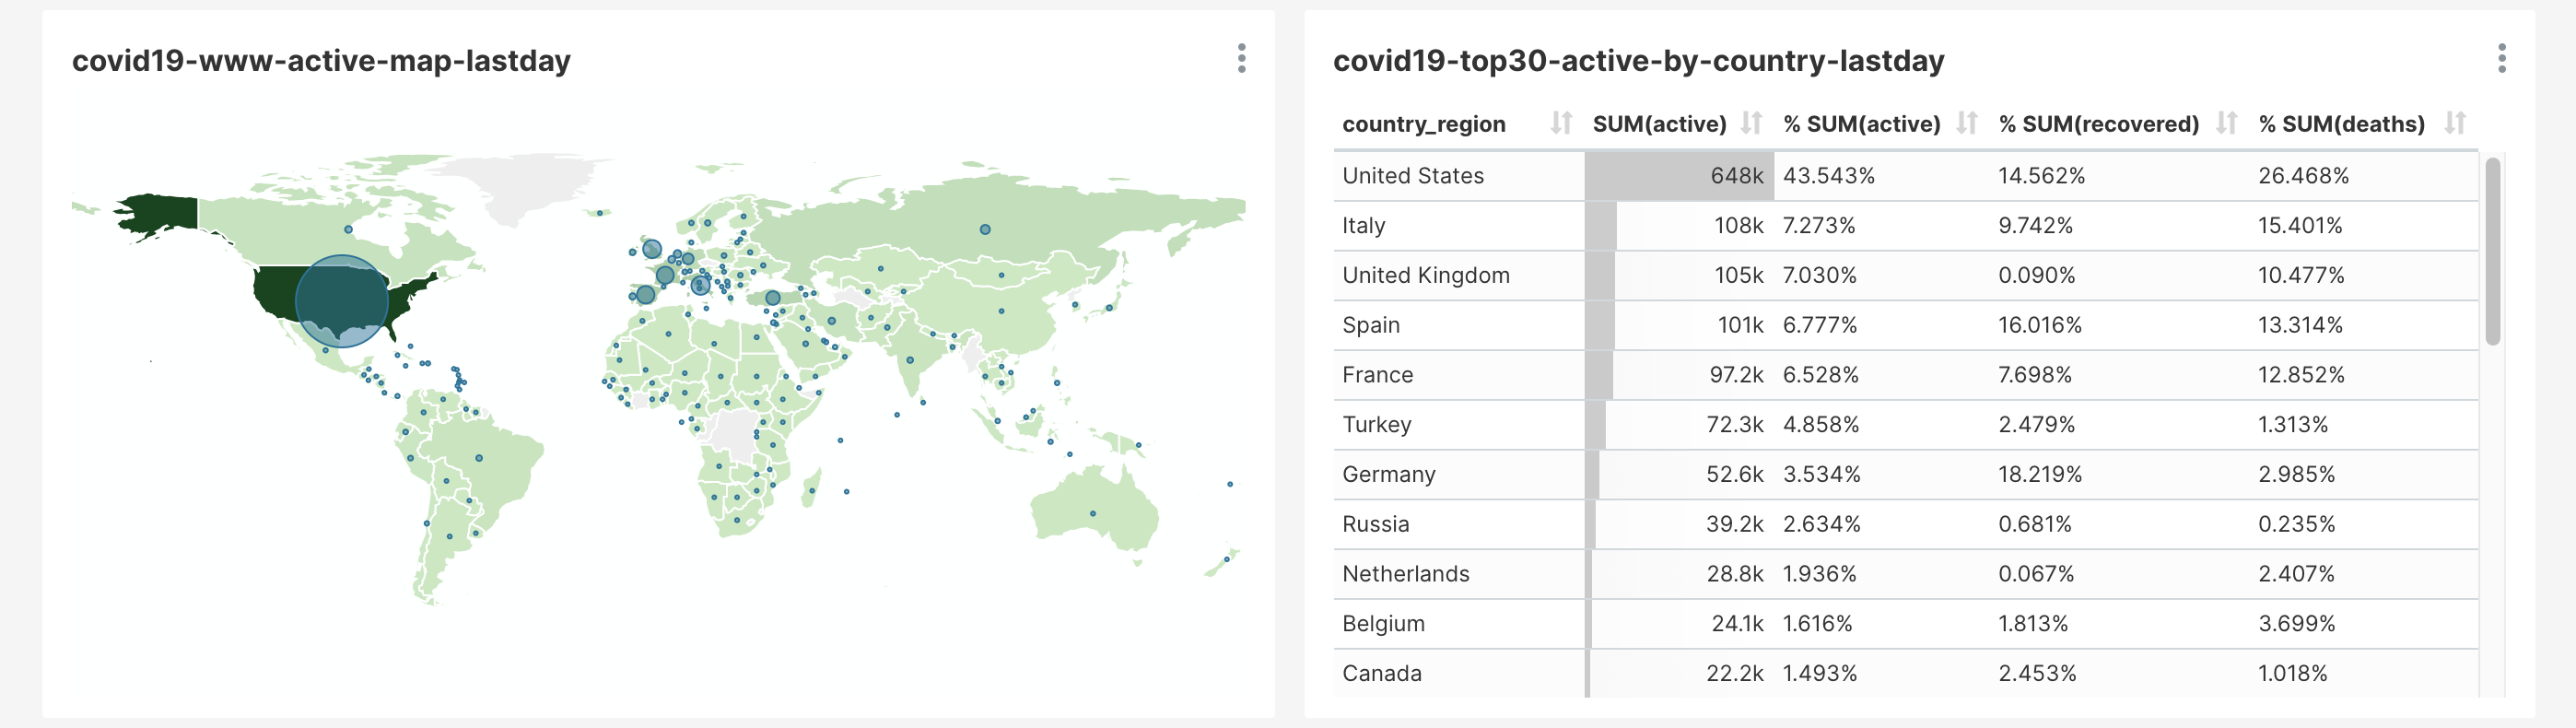 covid19-www-active-map-lastday
covid19-top30-active-by-country-lastday
country_region SUM(active) % SUM(active) % SUM(recovered) % SUM(deaths)
United States 648k 43.543% 14.562% 26.468%
Italy 108k 7.273% 9.742% 15.401%
United Kingdom 105k 7.030% 0.090% 10.477%
Spain 101k 6.777% 16.016% 13.314%
France 97.2k 6.528% 7.698% 12.852%
Turkey 72.3k 4.858% 2.479% 1.313%
Germany 52.6k 3.534% 18.219% 2.985%
Russia 39.2k 2.634% 0.681% 0.235%
Netherlands 28.8k 1.936% 0.067% 2.407%
Belgium 24.1k 1.616% 1.813% 3.699%
Canada 22.2k 1.493% 2.453% 1.018%